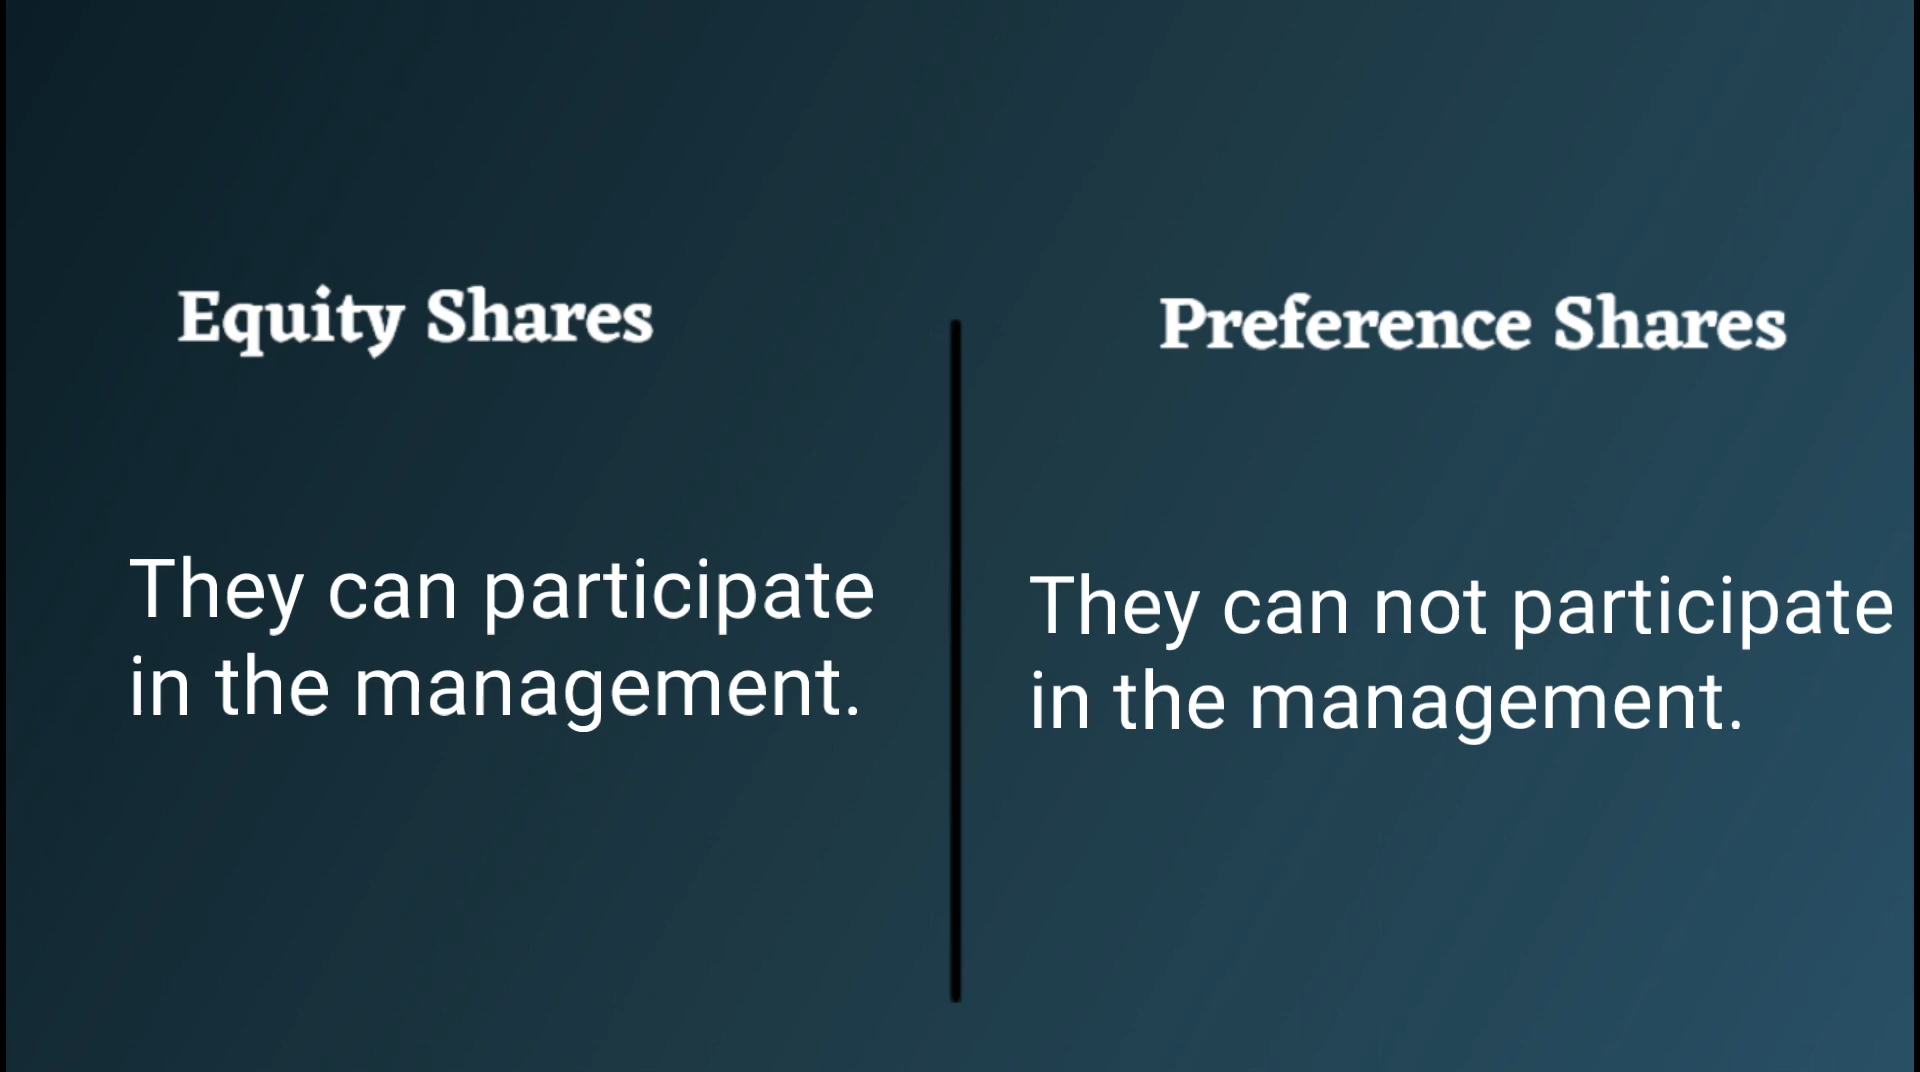 Equity Shares
They can participate
in the management.
Preference Shares
They can not participate
in the management.